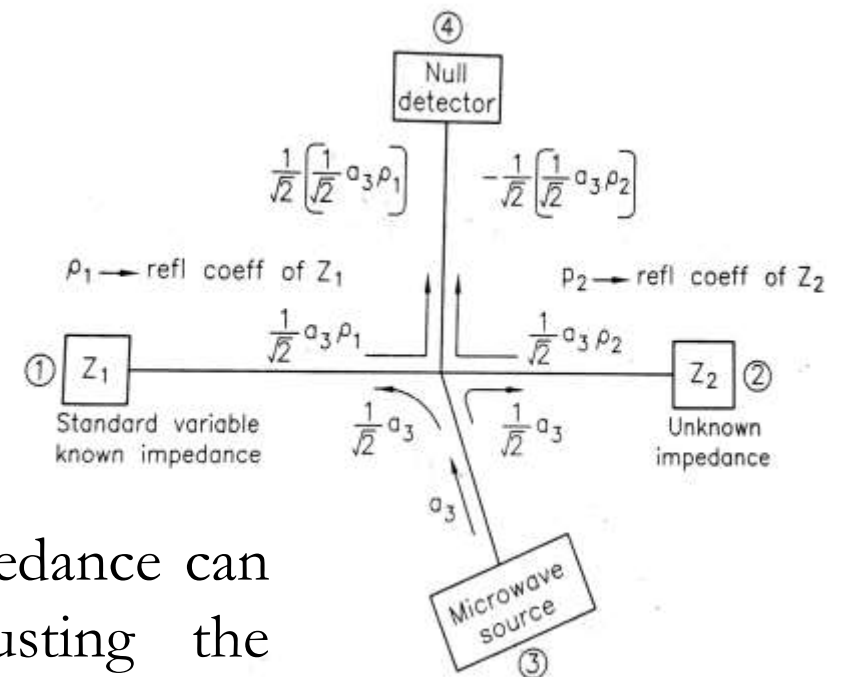 ④
Null
detector
1/√2 [1/√2 a₃ρ₁]
-1/√2 [1/√2 a₃ρ₂]
ρ₁ → refl coeff of Z₁
p₂ → refl coeff of Z₂
1/√2 a₃ρ₁
1/√2 a₃ρ₂
① Z₁
Z₂ ②
Standard variable
known impedance
1/√2 a₃
1/√2 a₃
Unknown
impedance
a₃
Microwave
source
③
edance can
usting the